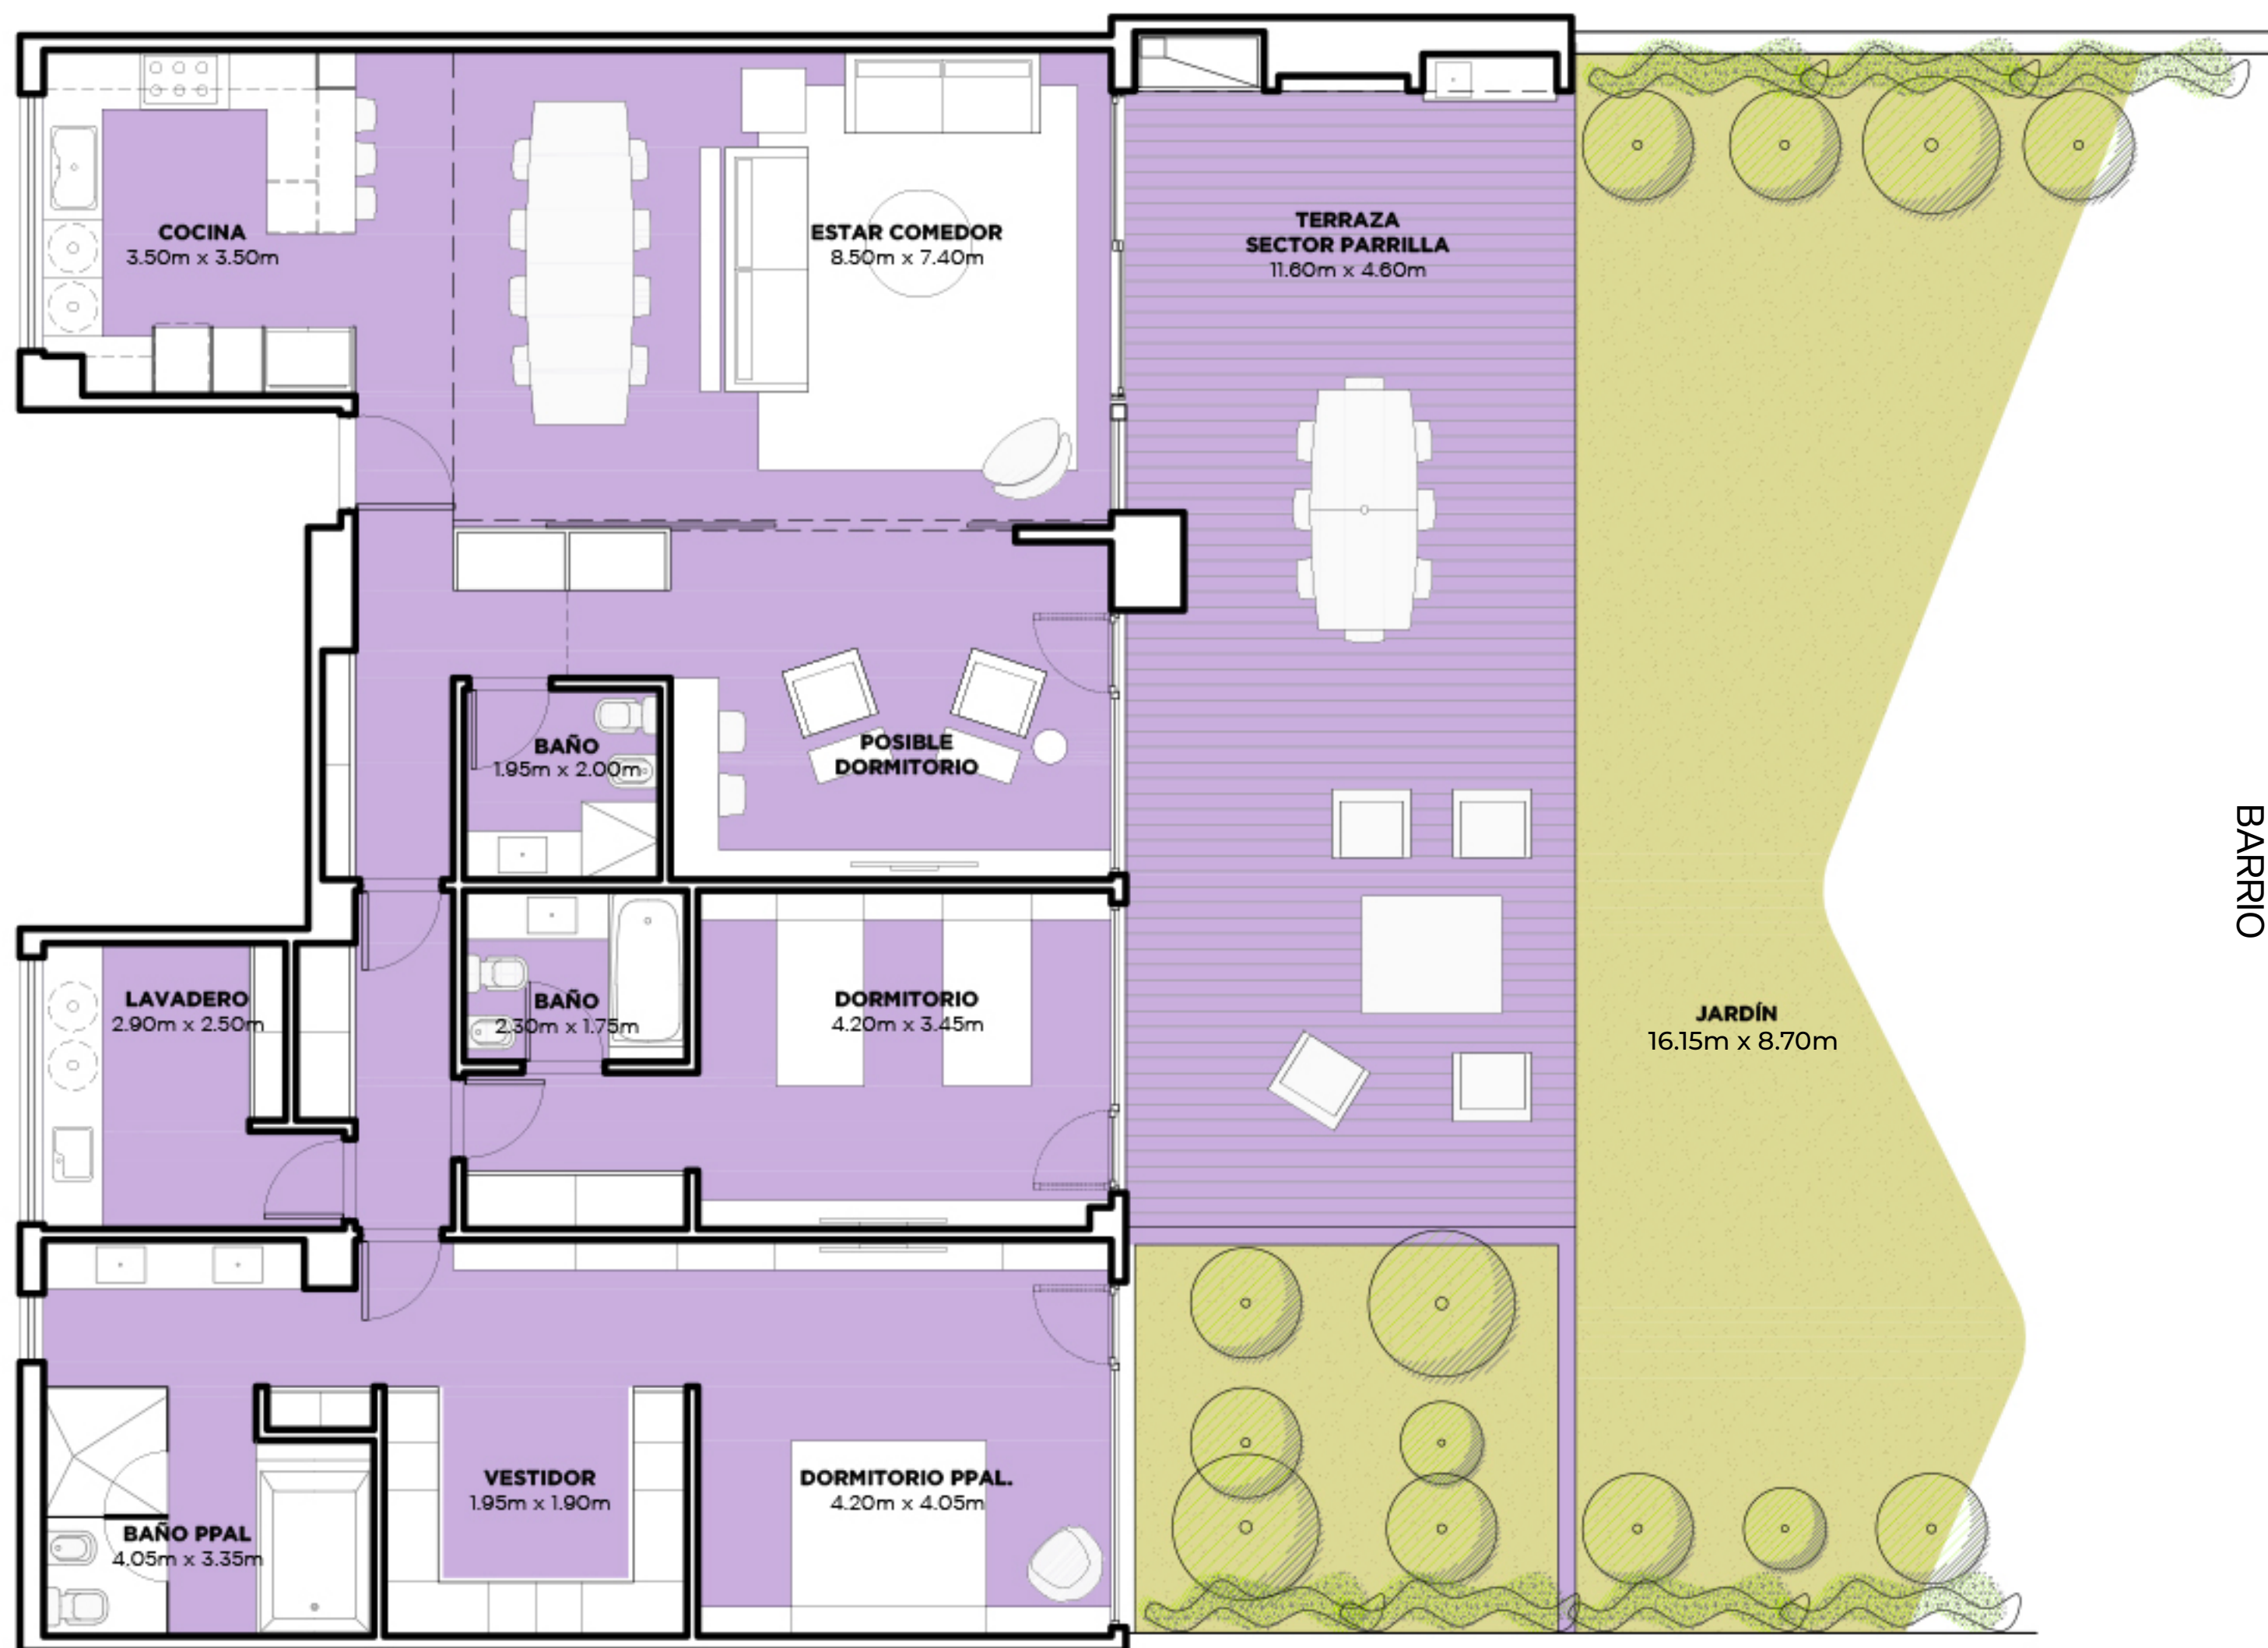 COCINA
3.50m x 3.50m
ESTAR COMEDOR
8.50m x 7.40m
TERRAZA
SECTOR PARRILLA
11.60m x 4.60m
BAÑO
1.95m x 2.00m
POSIBLE
DORMITORIO
BARRIO
LAVADERO
2.90m x 2.50m
BAÑO
2.30m x 1.75m
DORMITORIO
4.20m x 3.45m
JARDÍN
16.15m x 8.70m
VESTIDOR
1.95m x 1.90m
DORMITORIO PPAL.
4.20m x 4.05m
BAÑO PPAL
4.05m x 3.35m